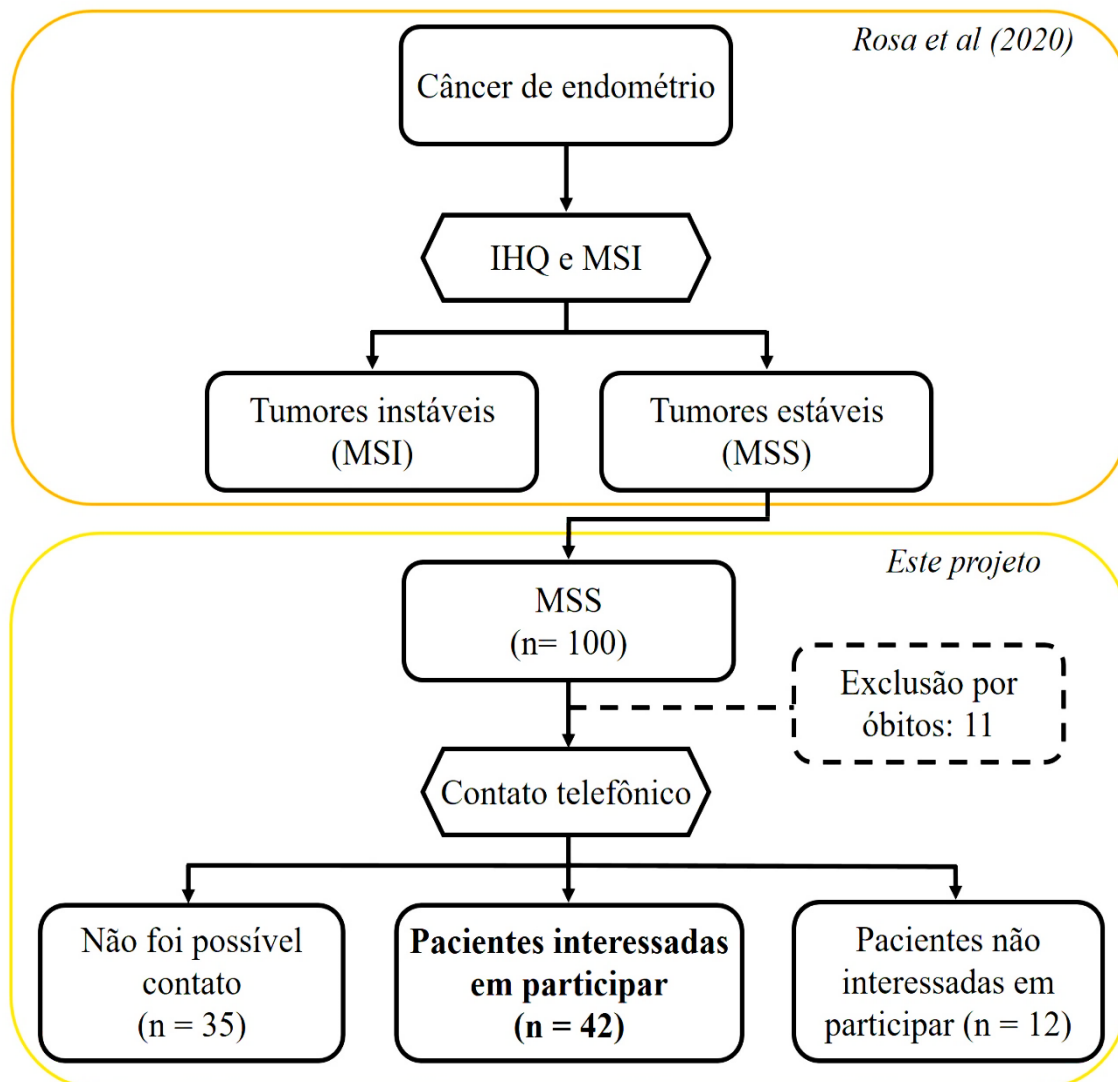 Rosa et al (2020)
Câncer de endométrio
IHQ e MSI
Tumores instáveis
(MSI)
Tumores estáveis
(MSS)
Este projeto
MSS
(n= 100)
Exclusão por
óbitos: 11
Contato telefônico
Não foi possível
contato
(n = 35)
Pacientes interessadas
em participar
(n = 42)
Pacientes não
interessadas em
participar (n = 12)